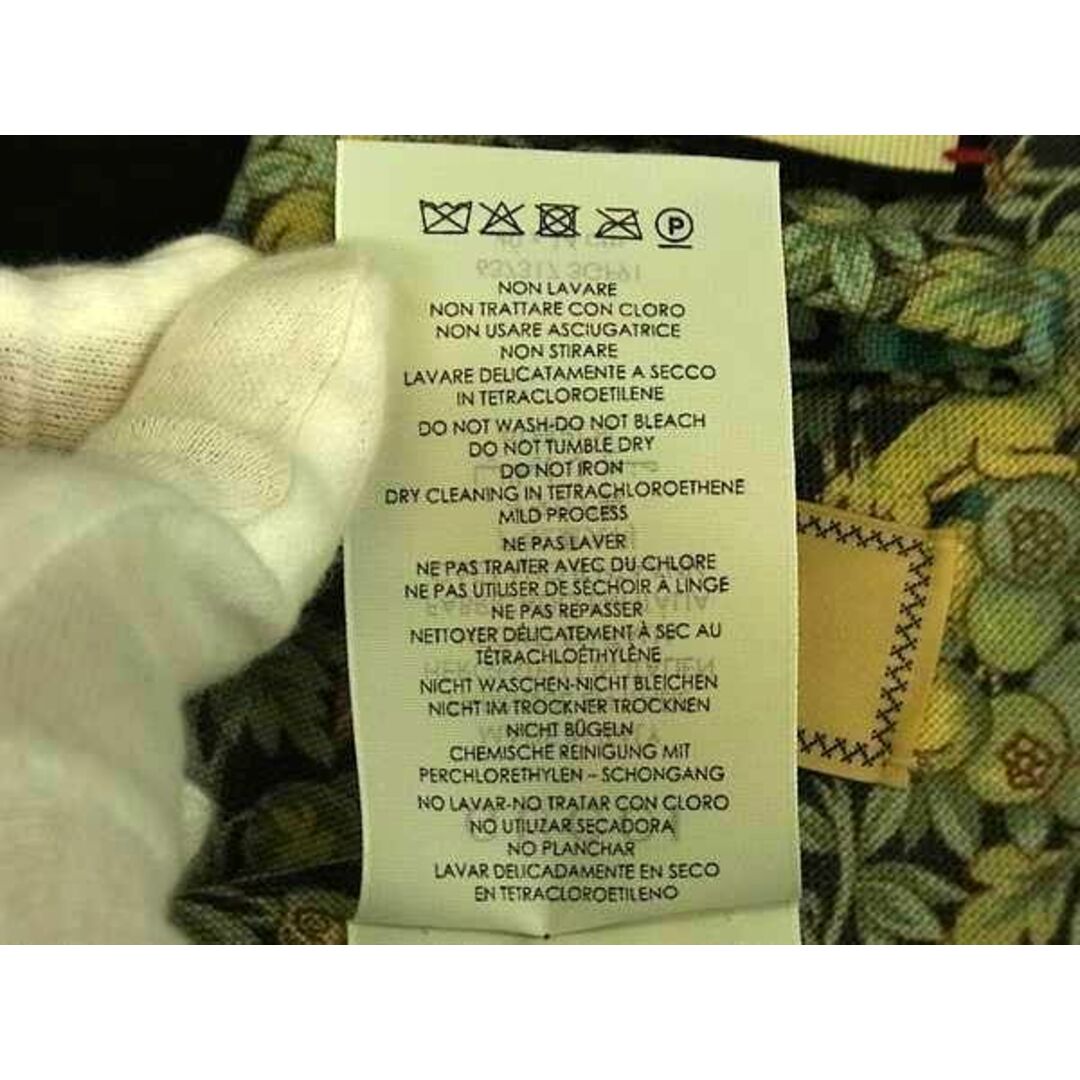 P
NON LAVARE
NON TRATTARE CON CLORO
NON USARE ASCIUGATRICE
NON STIRARE
LAVARE DELICATAMENTE A SECCO
IN TETRACLOROETILENE
DO NOT WASH-DO NOT BLEACH
DO NOT TUMBLE DRY
DO NOT IRON
DRY CLEANING IN TETRACHLOROETHENE
MILD PROCESS
NE PAS LAVER
NE PAS TRAITER AVEC DU CHLORE
NE PAS UTILISER DE SÉCHOIR À LINGE
NE PAS REPASSER
NETTOYER DÉLICATEMENT À SEC AU
TÉTRACHLOÉTHYLÈNE
NICHT WASCHEN-NICHT BLEICHEN
NICHT IM TROCKNER TROCKNEN
NICHT BÜGELN
CHEMISCHE REINIGUNG MIT
PERCHLORETHYLEN – SCHONGANG
NO LAVAR-NO TRATAR CON CLORO
NO UTILIZAR SECADORA
NO PLANCHAR
LAVAR DELICADAMENTE EN SECO
EN TETRACLOROETILENO